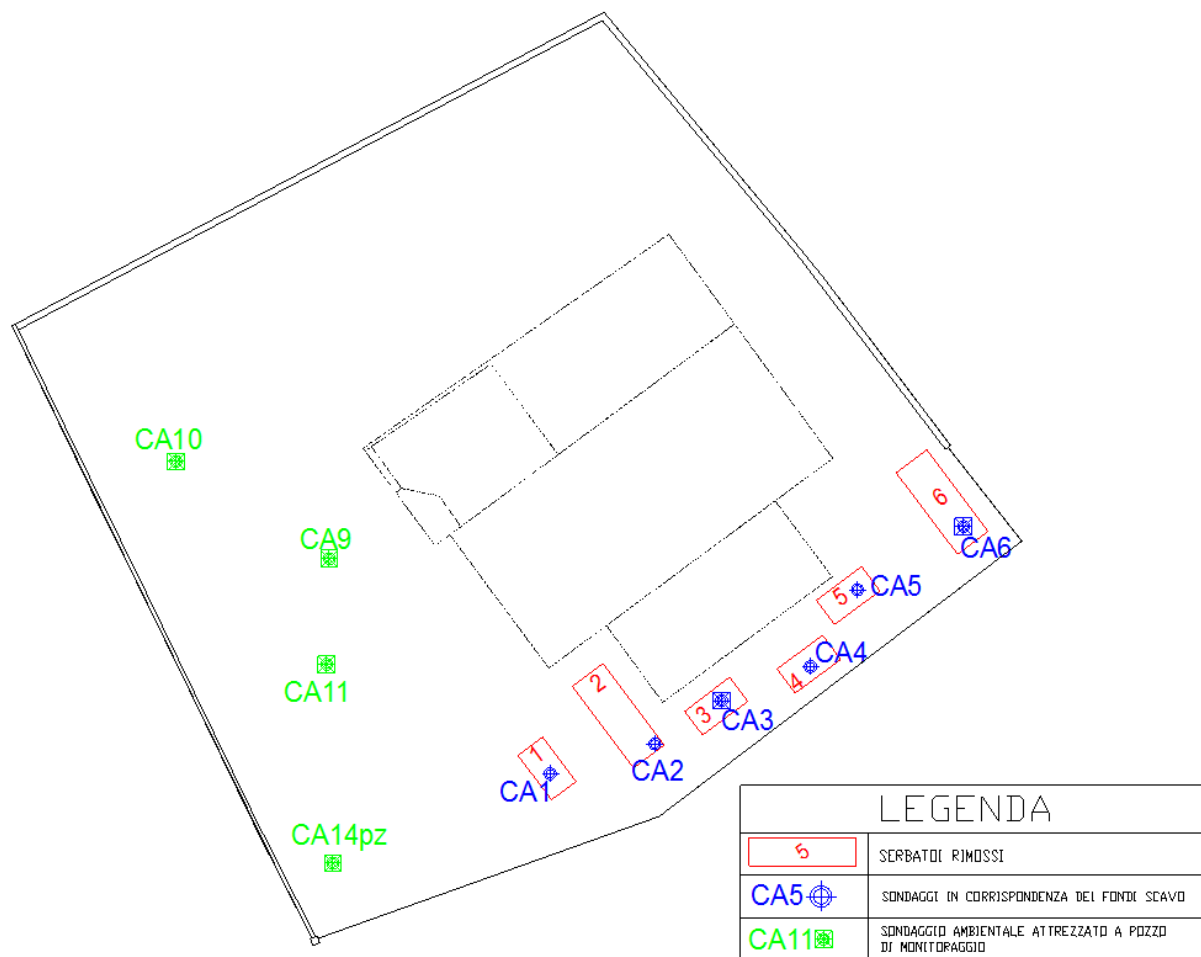 CA10
CA9
6
CA6
5
CA5
CA11
CA4
4
2
3
CA3
1
CA2
CA1
CA14pz
LEGENDA
5
SERBATOI RIMOSSI
CA5
SONDAGGI IN CORRISPONDENZA DEI FONDI SCAVO
CA11
SONDAGGIO AMBIENTALE ATTREZZATO A POZZO
DI MONITORAGGIO